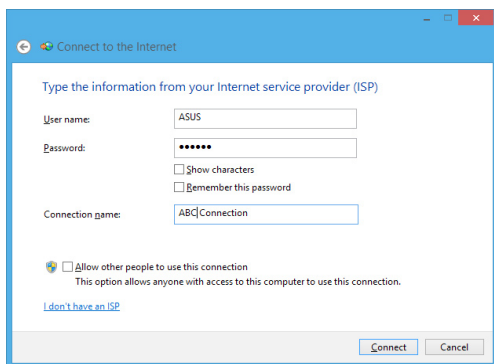 Connect to the Internet
Type the information from your Internet service provider (ISP)
User name: ASUS
Password: ••••••
Show characters
Remember this password
Connection name: ABC Connection
Allow other people to use this connection
This option allows anyone with access to this computer to use this connection.
I don't have an ISP
Connect Cancel